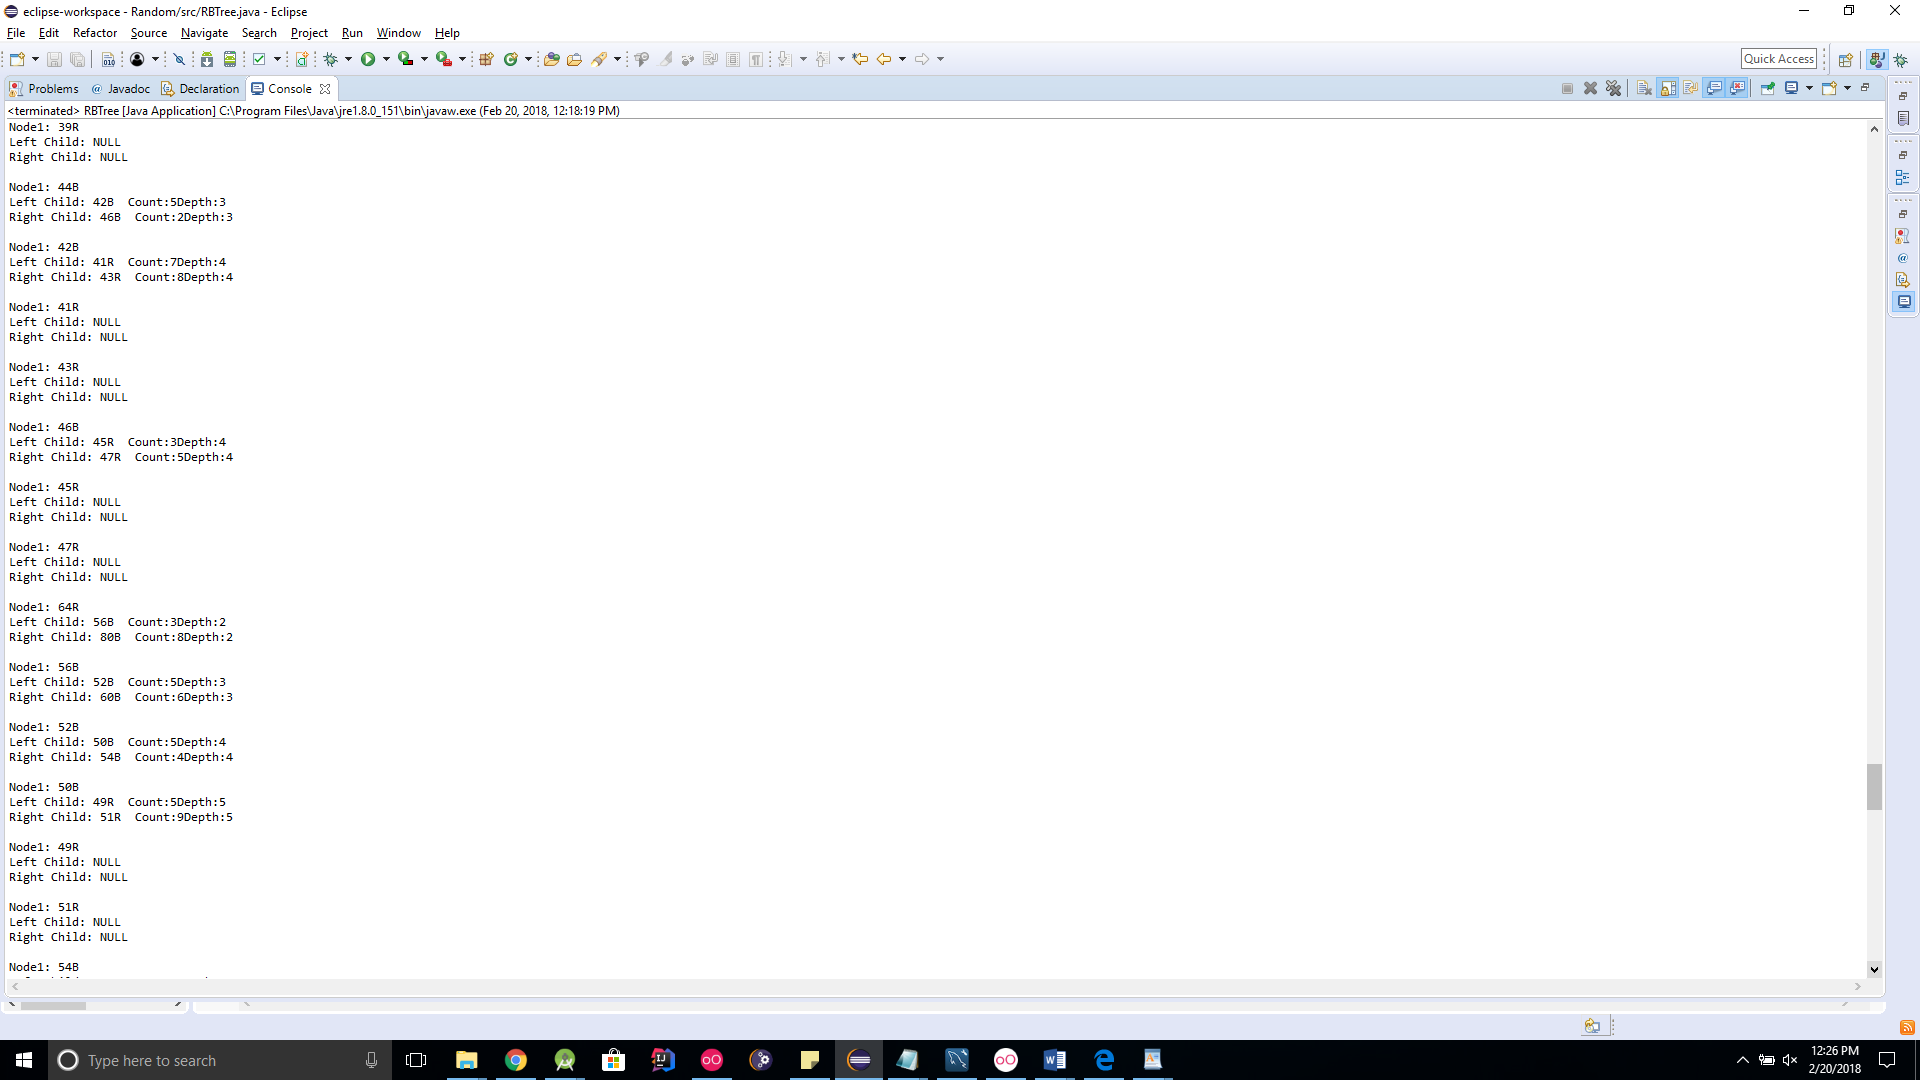 eclipse-workspace - Random/src/RBTree.java - Eclipse
File Edit Refactor Source Navigate Search Project Run Window Help
Quick Access
Problems @ Javadoc Declaration Console
<terminated> RBTree [Java Application] C:\Program Files\Java\jre1.8.0_151\bin\javaw.exe (Feb 20, 2018, 12:18:19 PM)
Node1: 39R
Left Child: NULL
Right Child: NULL
Node1: 44B
Left Child: 42B  Count:5Depth:3
Right Child: 46B  Count:2Depth:3
Node1: 42B
Left Child: 41R  Count:7Depth:4
Right Child: 43R  Count:8Depth:4
Node1: 41R
Left Child: NULL
Right Child: NULL
Node1: 43R
Left Child: NULL
Right Child: NULL
Node1: 46B
Left Child: 45R  Count:3Depth:4
Right Child: 47R  Count:5Depth:4
Node1: 45R
Left Child: NULL
Right Child: NULL
Node1: 47R
Left Child: NULL
Right Child: NULL
Node1: 64R
Left Child: 56B  Count:3Depth:2
Right Child: 80B  Count:8Depth:2
Node1: 56B
Left Child: 52B  Count:5Depth:3
Right Child: 60B  Count:6Depth:3
Node1: 52B
Left Child: 50B  Count:5Depth:4
Right Child: 54B  Count:4Depth:4
Node1: 50B
Left Child: 49R  Count:5Depth:5
Right Child: 51R  Count:9Depth:5
Node1: 49R
Left Child: NULL
Right Child: NULL
Node1: 51R
Left Child: NULL
Right Child: NULL
Node1: 54B
Type here to search
12:26 PM
2/20/2018